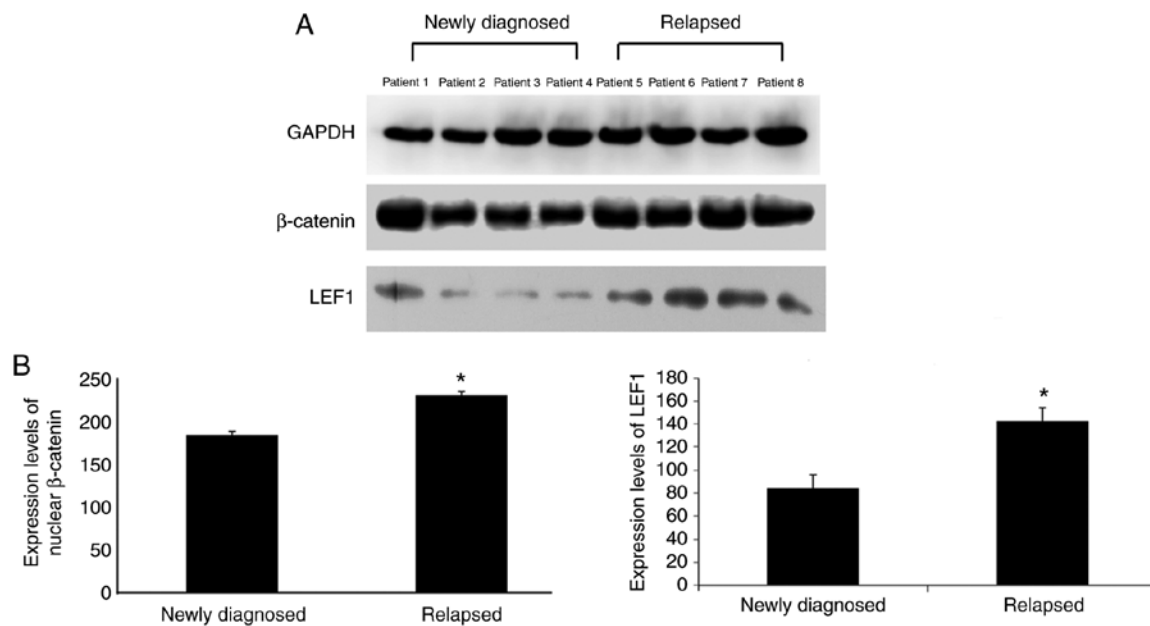 A
Newly diagnosed Relapsed
Patient 1 Patient 2 Patient 3 Patient 4 Patient 5 Patient 6 Patient 7 Patient 8
GAPDH
β-catenin
LEF1
B
Expression levels of
nuclear β-catenin
250
200
150
100
50
0
*
Newly diagnosed Relapsed
Expression levels of LEF1
180
160
140
120
100
80
60
40
20
0
*
Newly diagnosed Relapsed